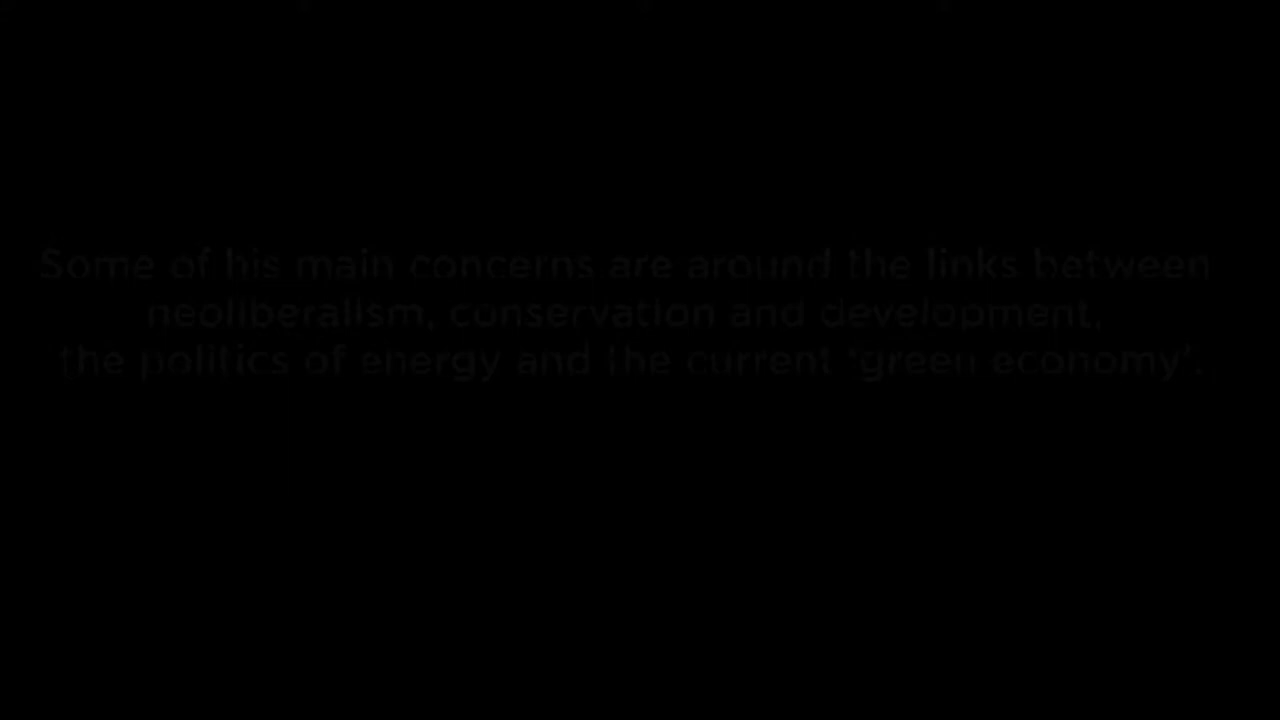 Some of his main concerns are around the links between
neoliberalism, conservation and development,
the politics of energy and the current ‘green economy’.